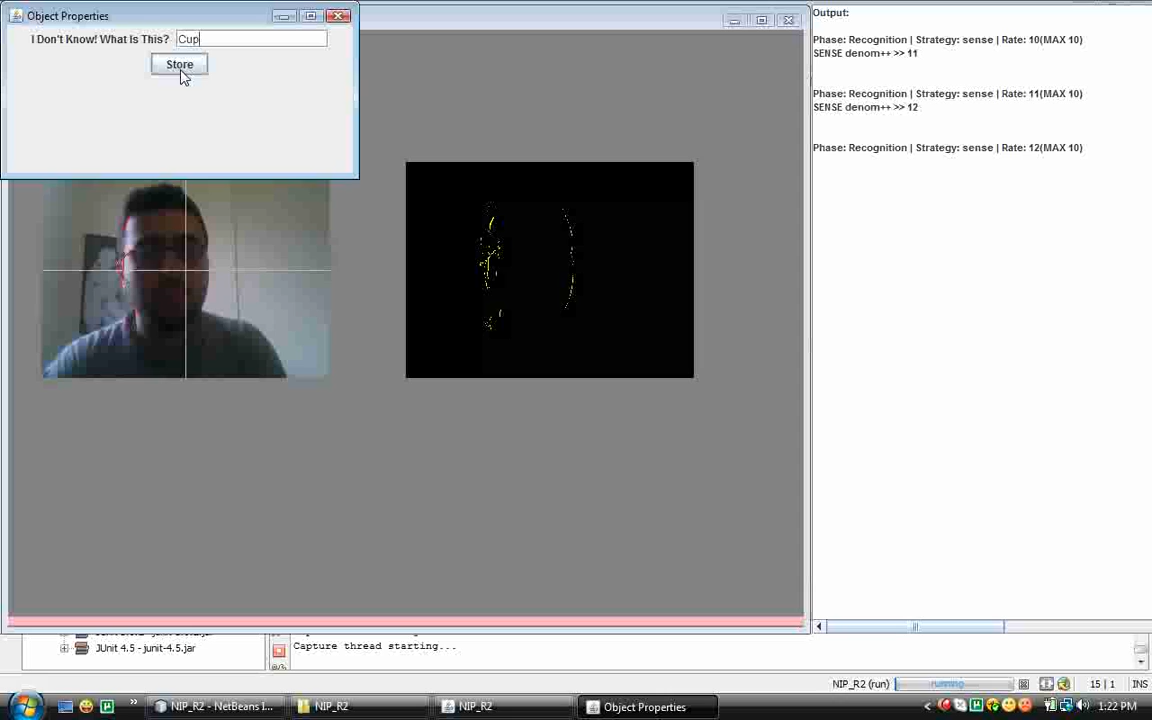 Object Properties
I Don't Know! What Is This? Cup
Store
Output:
Phase: Recognition | Strategy: sense | Rate: 10(MAX 10)
SENSE denom++ >> 11
Phase: Recognition | Strategy: sense | Rate: 11(MAX 10)
SENSE denom++ >> 12
Phase: Recognition | Strategy: sense | Rate: 12(MAX 10)
JUnit 4.5 - junit-4.5.jar
Capture thread starting...
NIP_R2 (run) running 15 | 1 INS
NIP_R2 - NetBeans I... NIP_R2 NIP_R2 Object Properties 1:22 PM